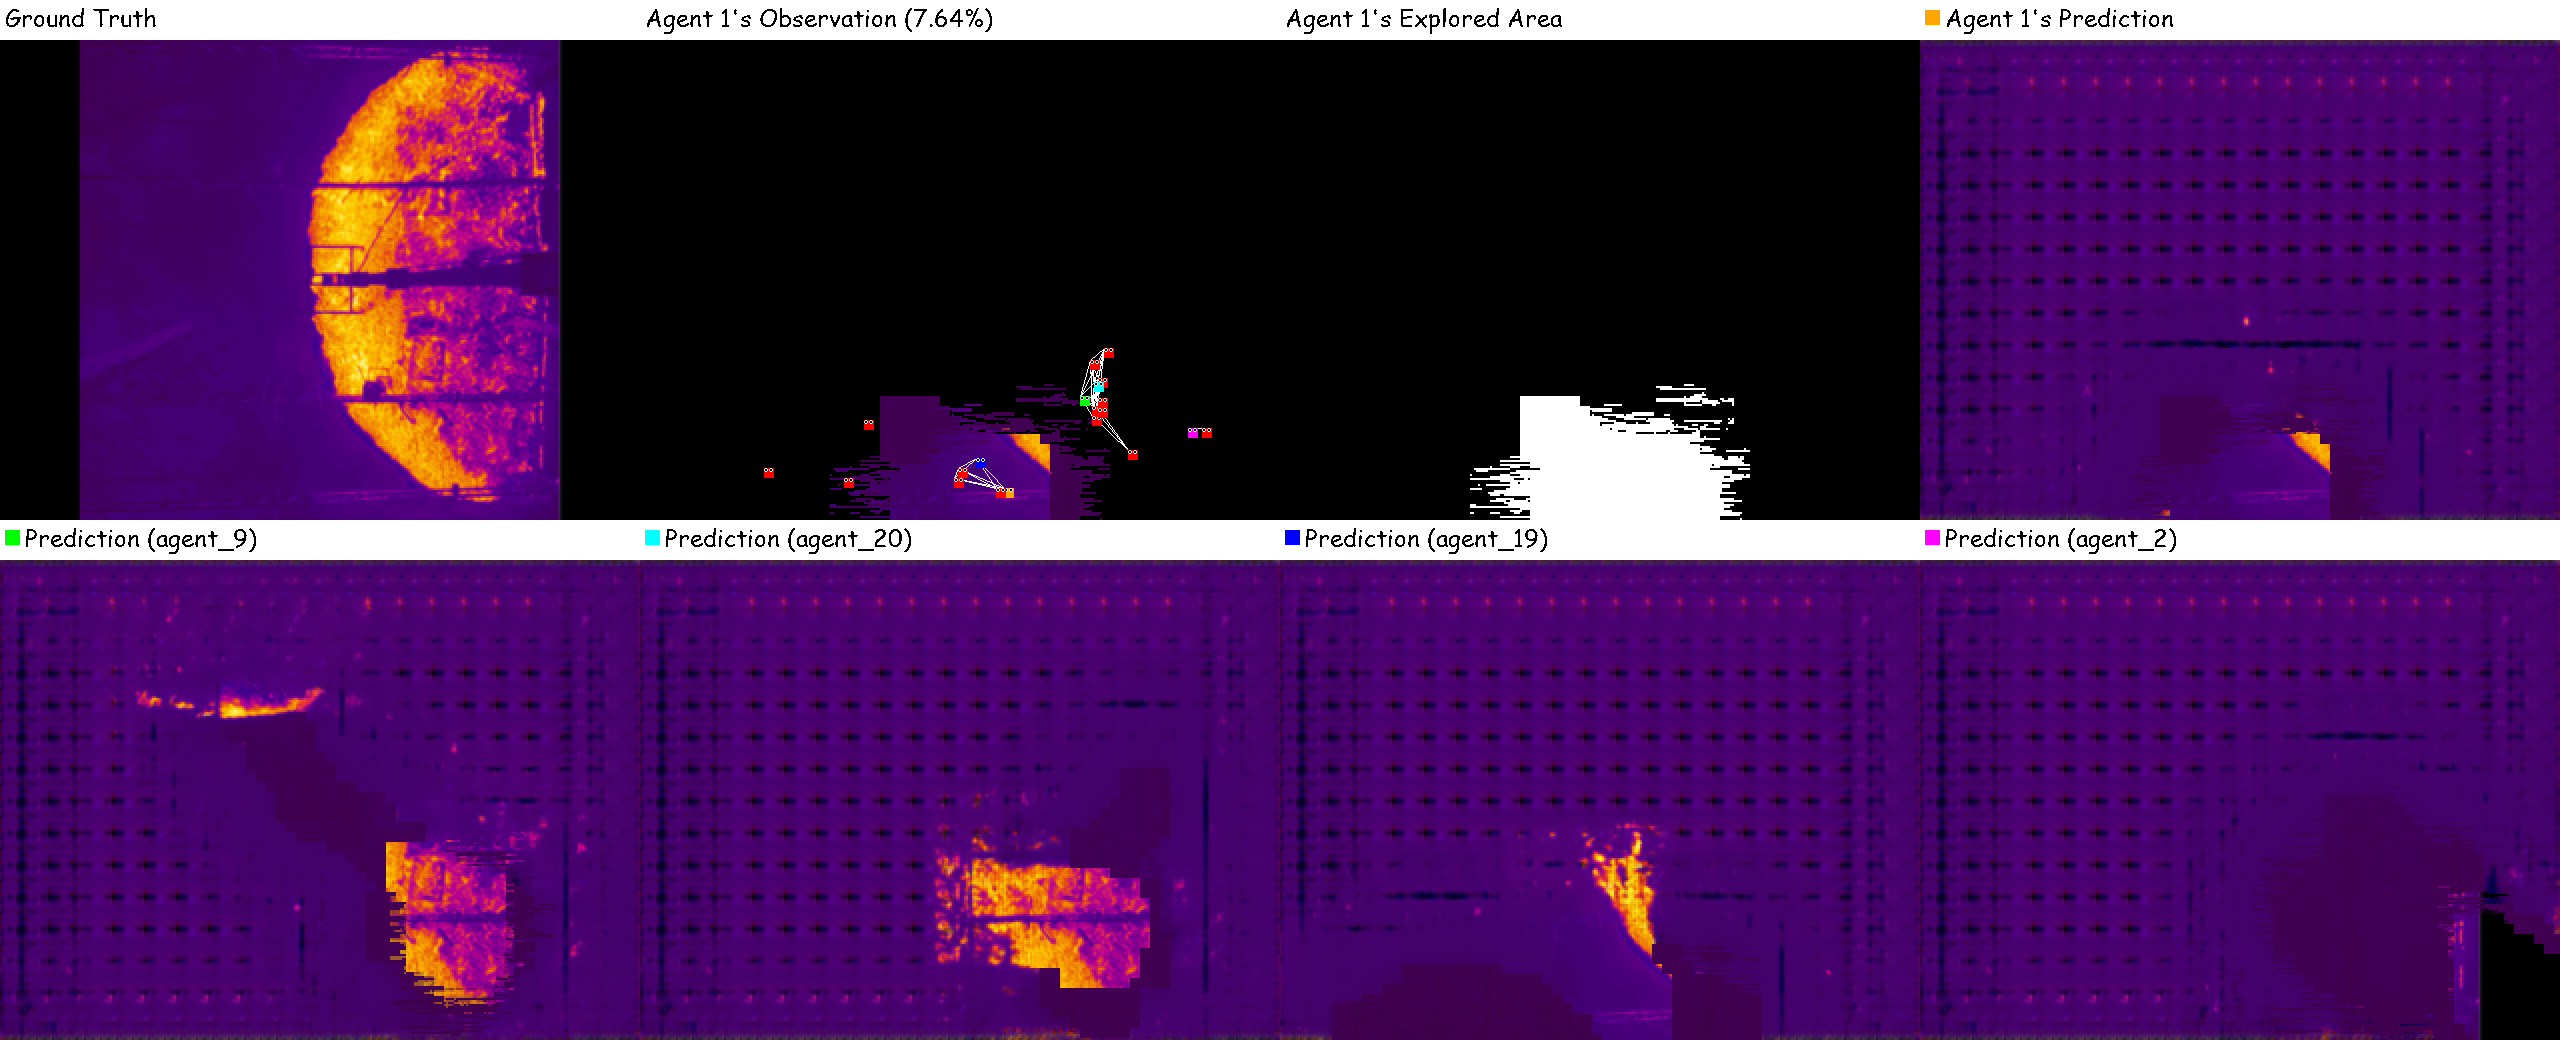 Ground Truth
Agent 1's Observation (7.64%)
Agent 1's Explored Area
Agent 1's Prediction
Prediction (agent_9)
Prediction (agent_20)
Prediction (agent_19)
Prediction (agent_2)